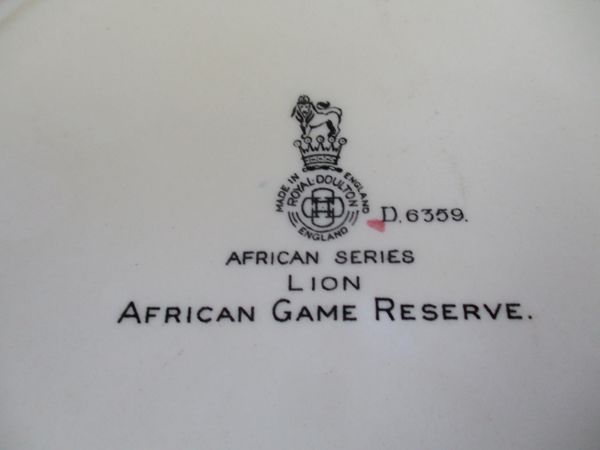 MADE IN ENGLAND
ROYAL·DOULTON
ENGLAND
D.6359.
AFRICAN SERIES
LION
AFRICAN GAME RESERVE.